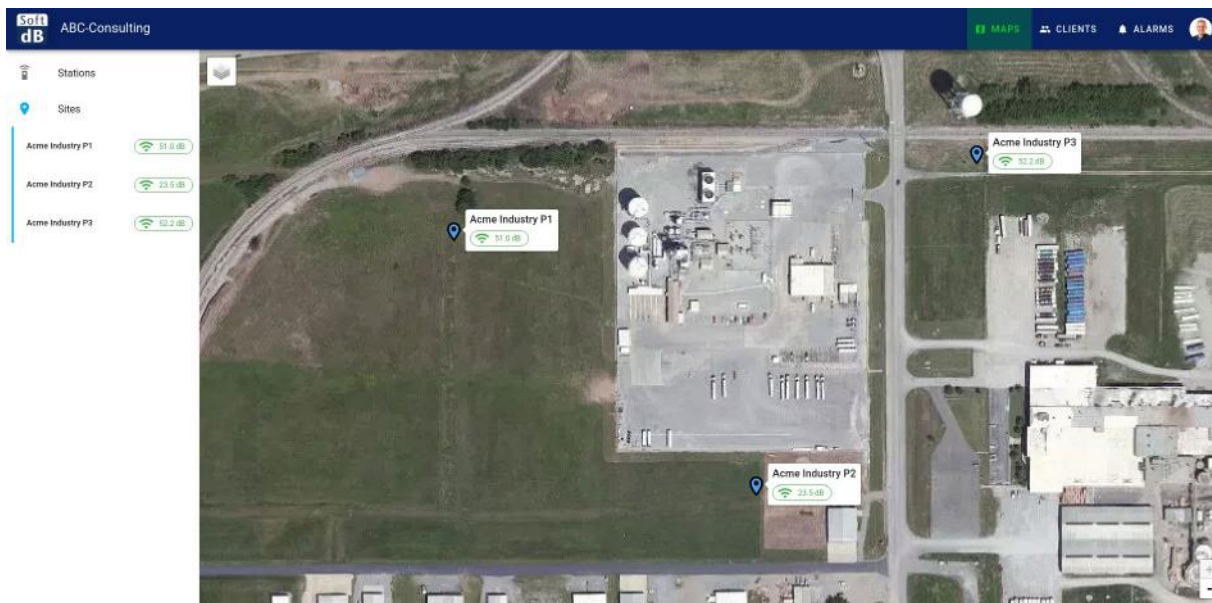 Soft
dB
ABC-Consulting
MAPS
CLIENTS
ALARMS
Stations
Sites
Acme Industry P1
51.0 dB
Acme Industry P2
23.5 dB
Acme Industry P3
52.2 dB
Acme Industry P3
52.2 dB
Acme Industry P1
51.0 dB
Acme Industry P2
23.5 dB